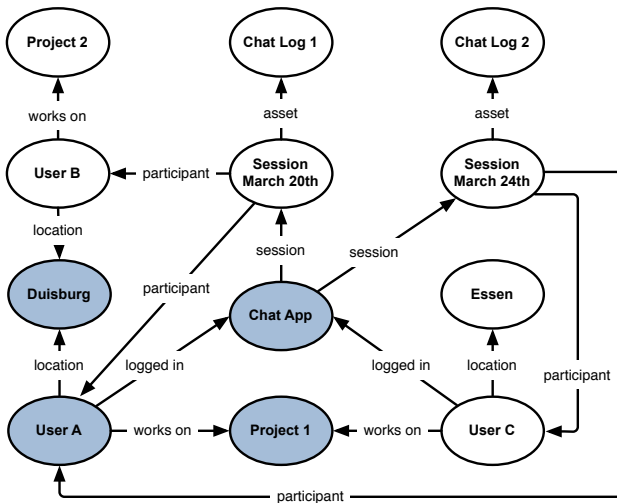 Project 2
Chat Log 1
Chat Log 2
works on
asset
asset
User B
participant
Session
March 20th
Session
March 24th
location
session
session
participant
Duisburg
Chat App
Essen
location
logged in
logged in
location
participant
User A
works on
Project 1
works on
User C
participant